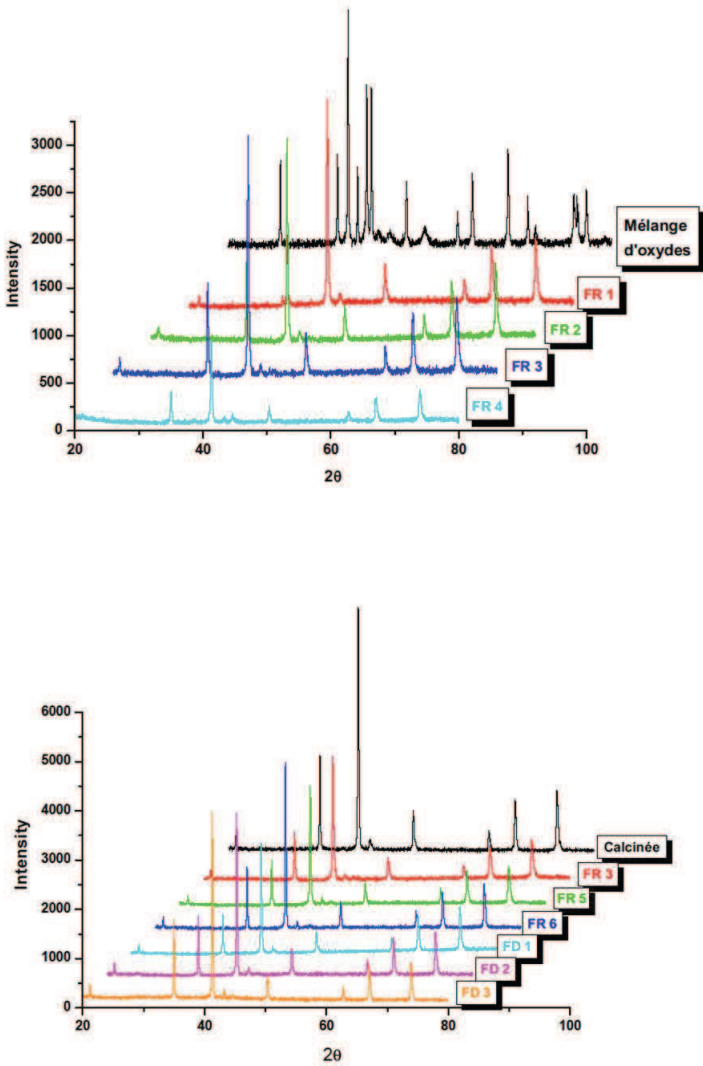 3000
2500
2000
1500
1000
500
0
Intensity
20
40
60
80
100
2θ
Mélange
d'oxydes
FR 1
FR 2
FR 3
FR 4
6000
5000
4000
3000
2000
1000
0
Intensity
20
40
60
80
100
2θ
Calcinée
FR 3
FR 5
FR 6
FD 1
FD 2
FD 3